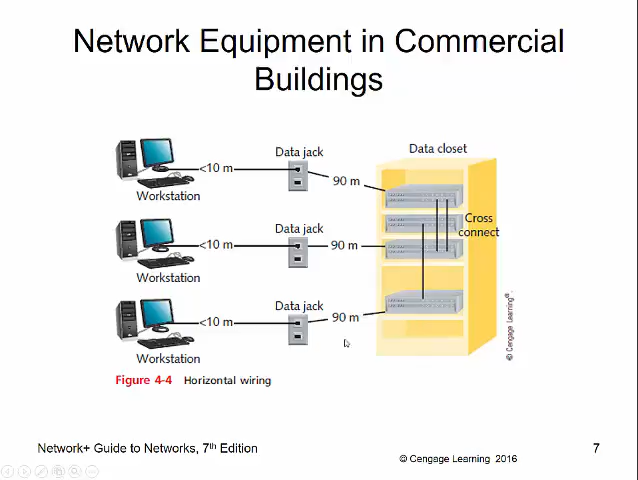 Network Equipment in Commercial
Buildings
Data closet
Data jack
<10 m
90 m
Workstation
Cross
connect
Data jack
<10 m
90 m
Workstation
Data jack
<10 m
90 m
Workstation
© Cengage Learning®.
Figure 4-4 Horizontal wiring
Network+ Guide to Networks, 7th Edition
© Cengage Learning 2016
7